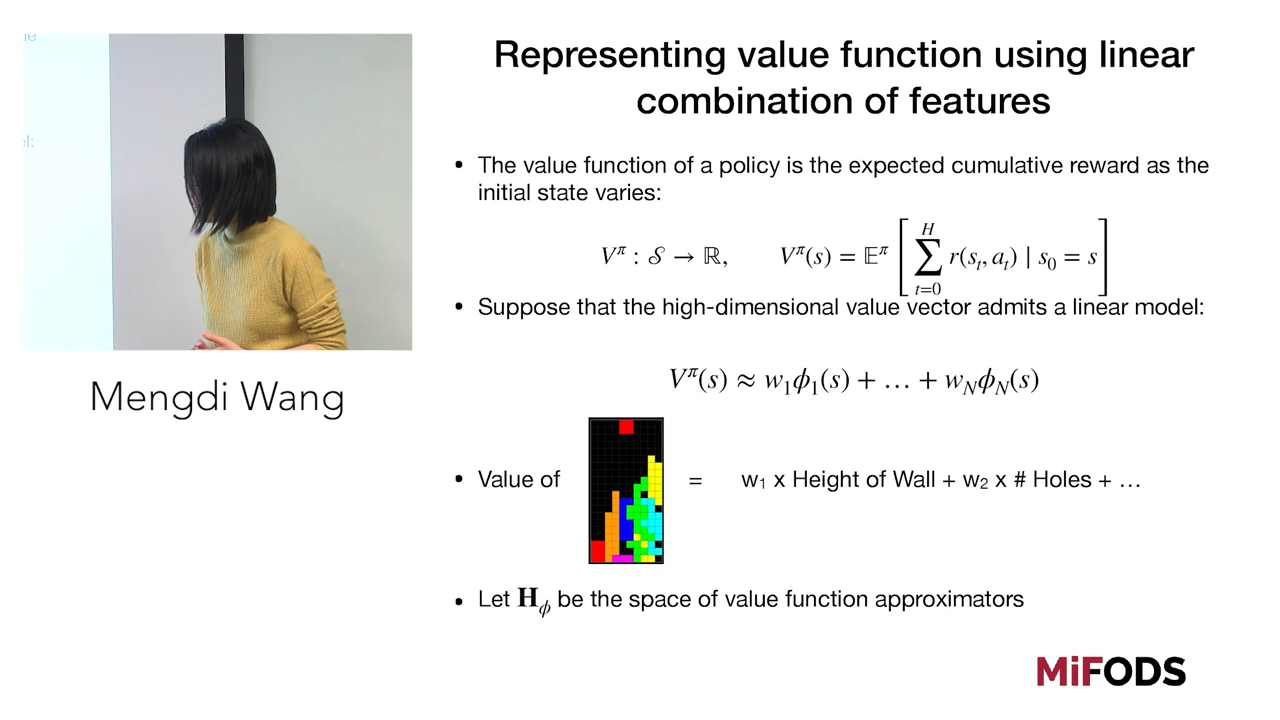 Representing value function using linear
combination of features
• The value function of a policy is the expected cumulative reward as the
initial state varies:
V^π : 𝒮 → ℝ, V^π(s) = 𝔼^π [ ∑_{t=0}^{H} r(s_t, a_t) | s_0 = s ]
• Suppose that the high-dimensional value vector admits a linear model:
V^π(s) ≈ w_1ϕ_1(s) + … + w_Nϕ_N(s)
Mengdi Wang
• Value of = w₁ x Height of Wall + w₂ x # Holes + …
• Let H_ϕ be the space of value function approximators
MiFODS